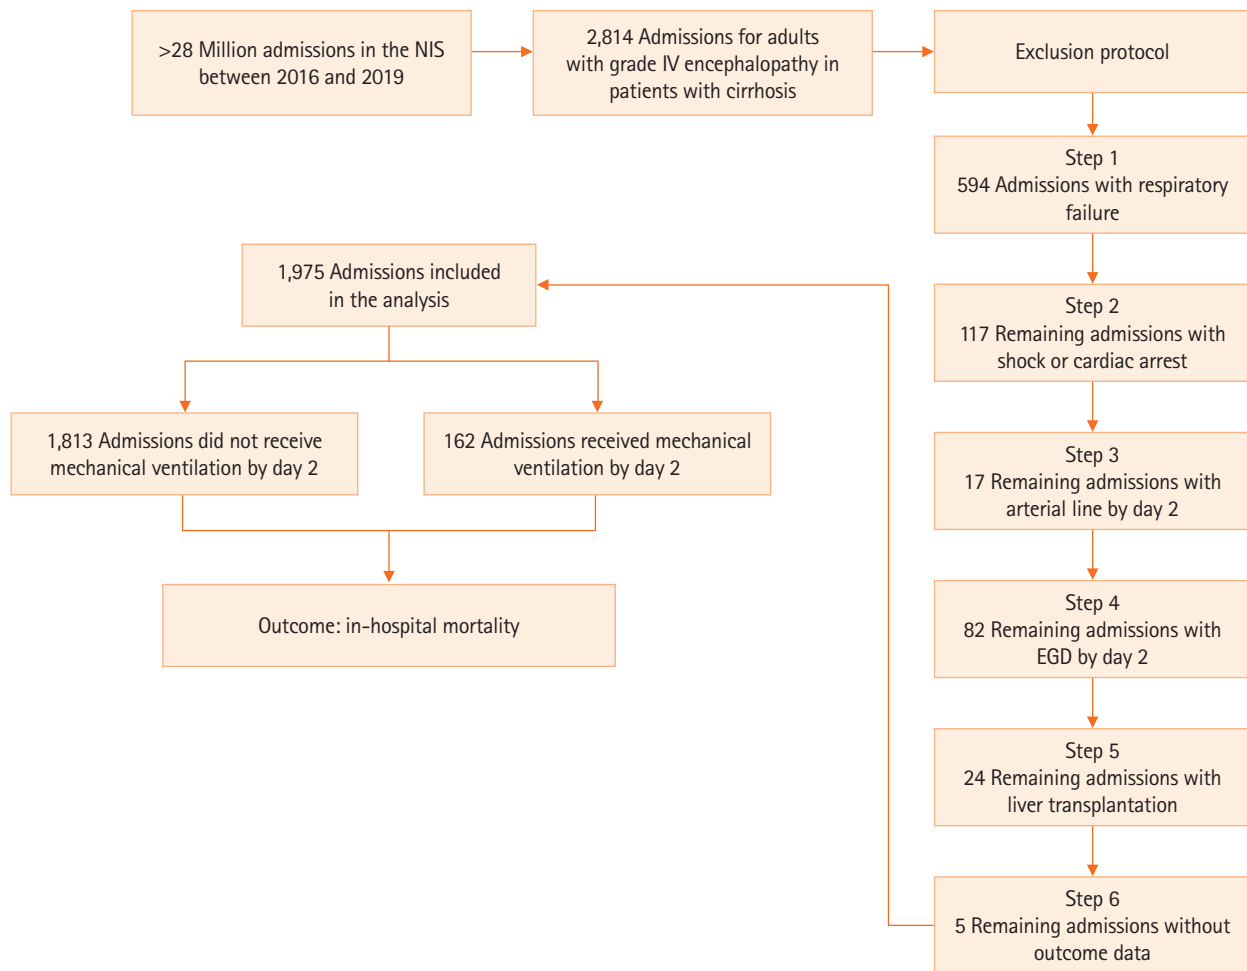 >28 Million admissions in the NIS
between 2016 and 2019
2,814 Admissions for adults
with grade IV encephalopathy in
patients with cirrhosis
Exclusion protocol
Step 1
594 Admissions with respiratory
failure
Step 2
117 Remaining admissions with
shock or cardiac arrest
Step 3
17 Remaining admissions with
arterial line by day 2
Step 4
82 Remaining admissions with
EGD by day 2
Step 5
24 Remaining admissions with
liver transplantation
Step 6
5 Remaining admissions without
outcome data
1,975 Admissions included
in the analysis
1,813 Admissions did not receive
mechanical ventilation by day 2
162 Admissions received mechanical
ventilation by day 2
Outcome: in-hospital mortality